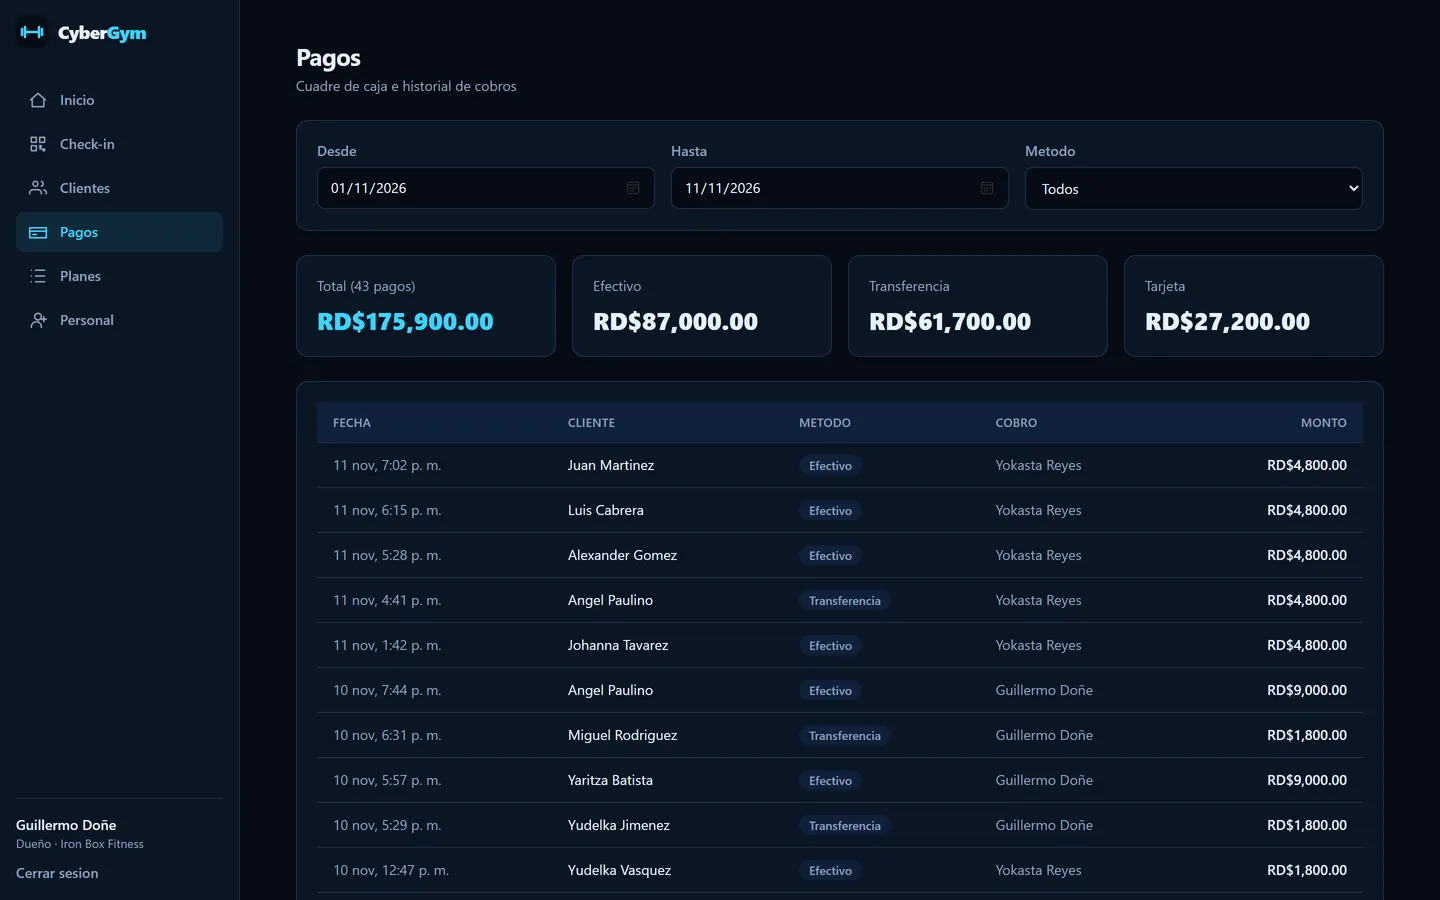 CyberGym
Inicio
Check-in
Clientes
Pagos
Planes
Personal
Guillermo Doñe
Dueño · Iron Box Fitness
Cerrar sesion
Pagos
Cuadre de caja e historial de cobros
Desde Hasta Metodo
01/11/2026 11/11/2026 Todos
Total (43 pagos) Efectivo Transferencia Tarjeta
RD$175,900.00 RD$87,000.00 RD$61,700.00 RD$27,200.00
FECHA CLIENTE METODO COBRO MONTO
11 nov, 7:02 p. m. Juan Martinez Efectivo Yokasta Reyes RD$4,800.00
11 nov, 6:15 p. m. Luis Cabrera Efectivo Yokasta Reyes RD$4,800.00
11 nov, 5:28 p. m. Alexander Gomez Efectivo Yokasta Reyes RD$4,800.00
11 nov, 4:41 p. m. Angel Paulino Transferencia Yokasta Reyes RD$4,800.00
11 nov, 1:42 p. m. Johanna Tavarez Efectivo Yokasta Reyes RD$4,800.00
10 nov, 7:44 p. m. Angel Paulino Efectivo Guillermo Doñe RD$9,000.00
10 nov, 6:31 p. m. Miguel Rodriguez Transferencia Guillermo Doñe RD$1,800.00
10 nov, 5:57 p. m. Yaritza Batista Efectivo Guillermo Doñe RD$9,000.00
10 nov, 5:29 p. m. Yudelka Jimenez Transferencia Guillermo Doñe RD$1,800.00
10 nov, 12:47 p. m. Yudelka Vasquez Efectivo Yokasta Reyes RD$1,800.00